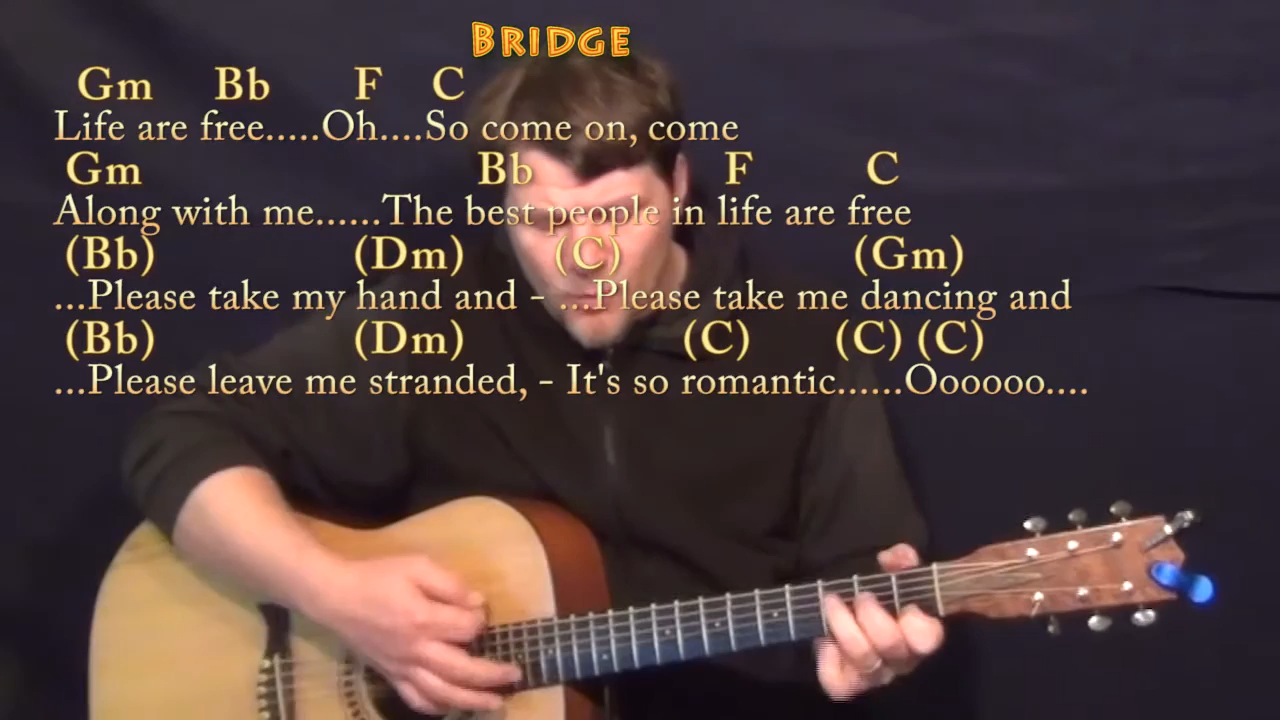 BRIDGE
Gm Bb F C
Life are free.....Oh....So come on, come
Gm Bb F C
Along with me......The best people in life are free
(Bb) (Dm) (C) (Gm)
...Please take my hand and - ...Please take me dancing and
(Bb) (Dm) (C) (C) (C)
...Please leave me stranded, - It's so romantic......Oooooo....